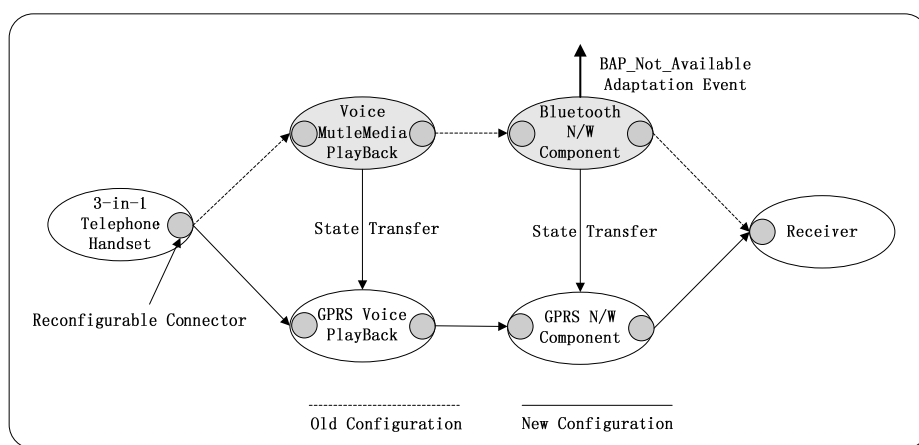 BAP_Not_Available
Adaptation Event
Voice
MutleMedia
PlayBack
Bluetooth
N/W
Component
3-in-1
Telephone
Handset
State Transfer
State Transfer
Receiver
Reconfigurable Connector
GPRS Voice
PlayBack
GPRS N/W
Component
Old Configuration
New Configuration